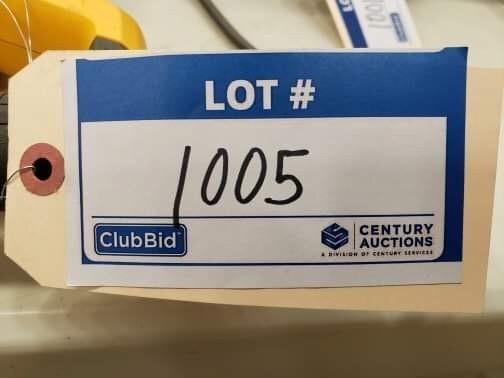 LOT #
1005
ClubBid
CENTURY
AUCTIONS
A DIVISION OF CENTURY SERVICES